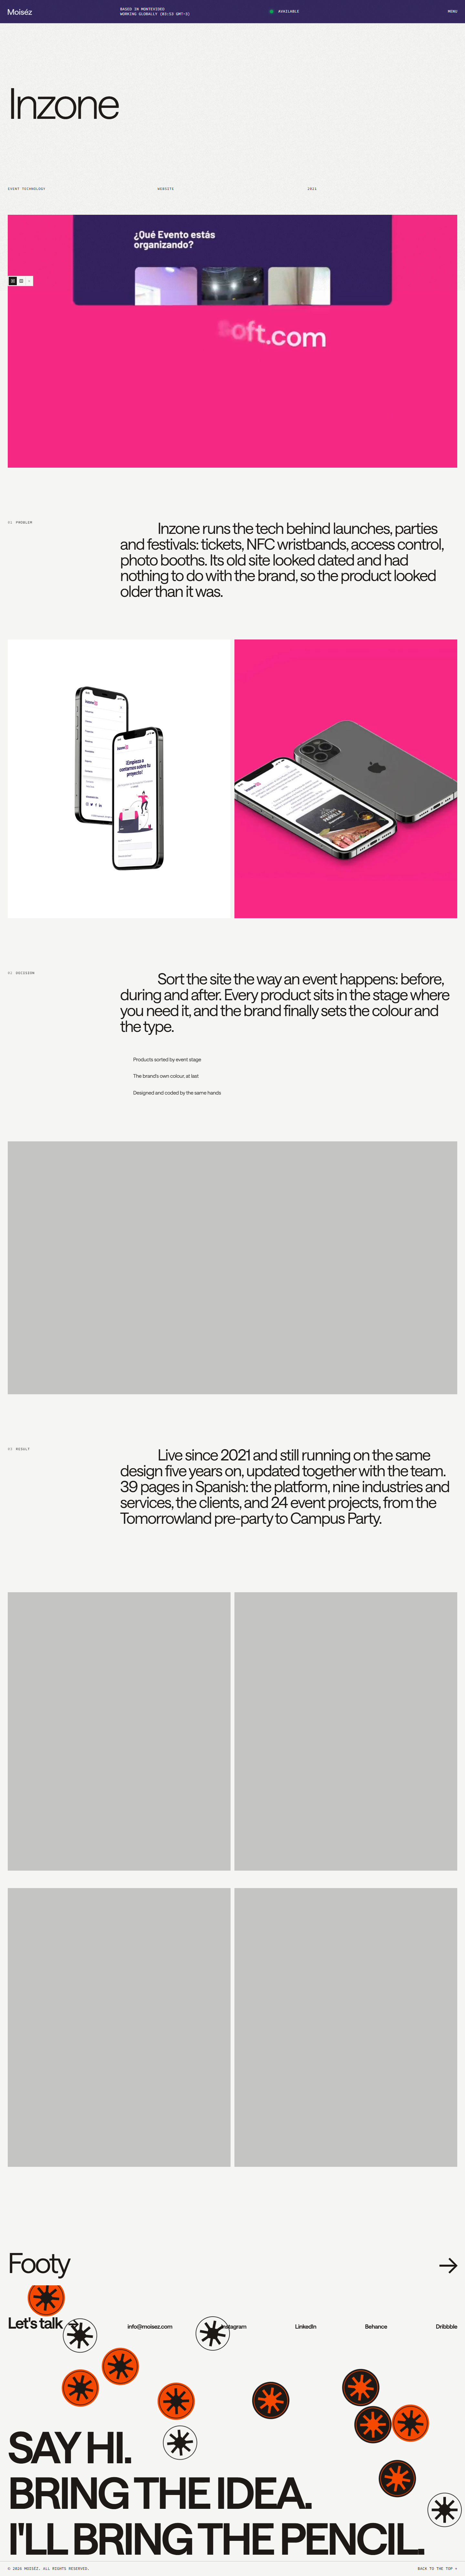 Moiséz
BASED IN MONTEVIDEO
WORKING GLOBALLY (03:53 GMT-3)
AVAILABLE
MENU
Inzone
EVENT TECHNOLOGY
WEBSITE
¿Qué Evento estás
organizando?
Soft.com
PROBLEM
Inzone runs the tech behind launches, parties
and festivals: tickets, NFC wristbands, access control,
photo booths. Its old site looked dated and had
nothing to do with the brand, so the product looked
older than it was.
¡Empieza a
contarnos sobre tu
proyecto!
DECISION
Sort the site the way an event happens: before,
during and after. Every product sits in the stage where
you need it, and the brand finally sets the colour and
the type.
Products sorted by event stage
The brand's own colour, at last
Designed and coded by the same hands
RESULT
Live since 2021 and still running on the same
design five years on, updated together with the team.
39 pages in Spanish: the platform, nine industries and
services, the clients, and 24 event projects, from the
Tomorrowland pre-party to Campus Party.
Footy
Let's talk
info@moisez.com
Instagram
LinkedIn
Behance
Dribbble
SAY HI.
BRING THE IDEA.
I'LL BRING THE PENCIL.
© 2026 MOISÉZ. ALL RIGHTS RESERVED.
BACK TO THE TOP